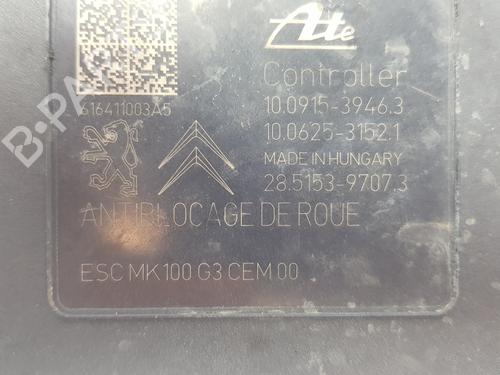 Ate
Controller
616411003A5
10.0915-3946.3
10.0625-3152.1
MADE IN HUNGARY
28.5153-9707.3
ANTIBLOCAGE DE ROUE
ESC MK100 G3 CEM 00
B-PARTS